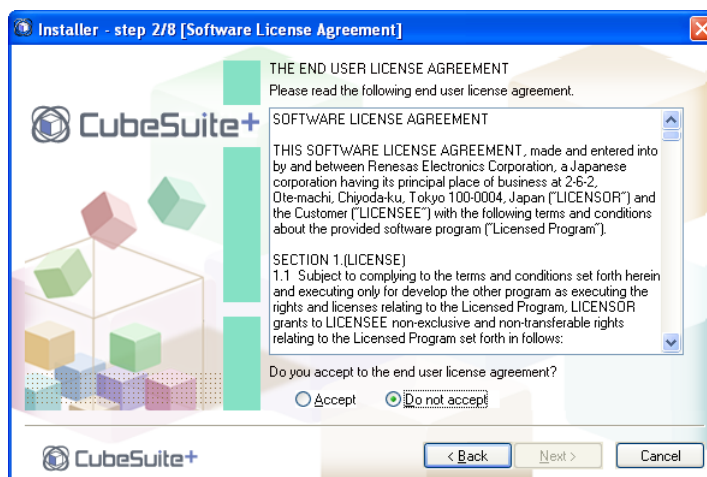 Installer - step 2/8 [Software License Agreement]
CubeSuite+
THE END USER LICENSE AGREEMENT
Please read the following end user license agreement.
SOFTWARE LICENSE AGREEMENT
THIS SOFTWARE LICENSE AGREEMENT, made and entered into
by and between Renesas Electronics Corporation, a Japanese
corporation having its principal place of business at 2-6-2,
Ote-machi, Chiyoda-ku, Tokyo 100-0004, Japan ("LICENSOR") and
the Customer ("LICENSEE") with the following terms and conditions
about the provided software program ("Licensed Program").
SECTION 1.(LICENSE)
1.1 Subject to complying to the terms and conditions set forth herein
and executing only for develop the other program as executing the
rights and licenses relating to the Licensed Program, LICENSOR
grants to LICENSEE non-exclusive and non-transferable rights
relating to the Licensed Program set forth in follows:
Do you accept to the end user license agreement?
Accept Do not accept
CubeSuite+
< Back Next > Cancel